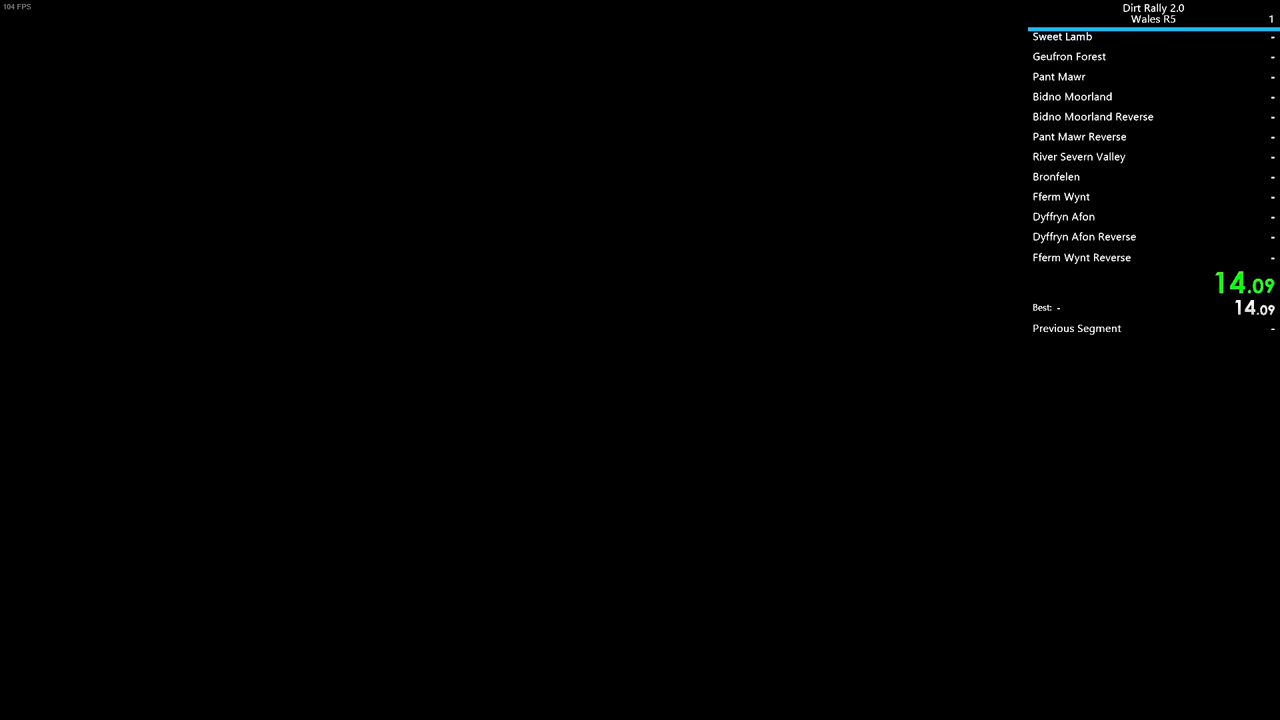 104 FPS
Dirt Rally 2.0
Wales R5 1
Sweet Lamb -
Geufron Forest -
Pant Mawr -
Bidno Moorland -
Bidno Moorland Reverse -
Pant Mawr Reverse -
River Severn Valley -
Bronfelen -
Fferm Wynt -
Dyffryn Afon -
Dyffryn Afon Reverse -
Fferm Wynt Reverse -
14.09
Best: - 14.09
Previous Segment -